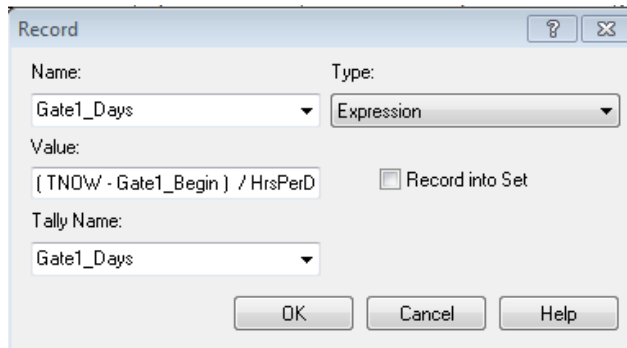 Record
Name: Type:
Gate1_Days Expression
Value:
( TNOW - Gate1_Begin ) / HrsPerD
Record into Set
Tally Name:
Gate1_Days
OK Cancel Help